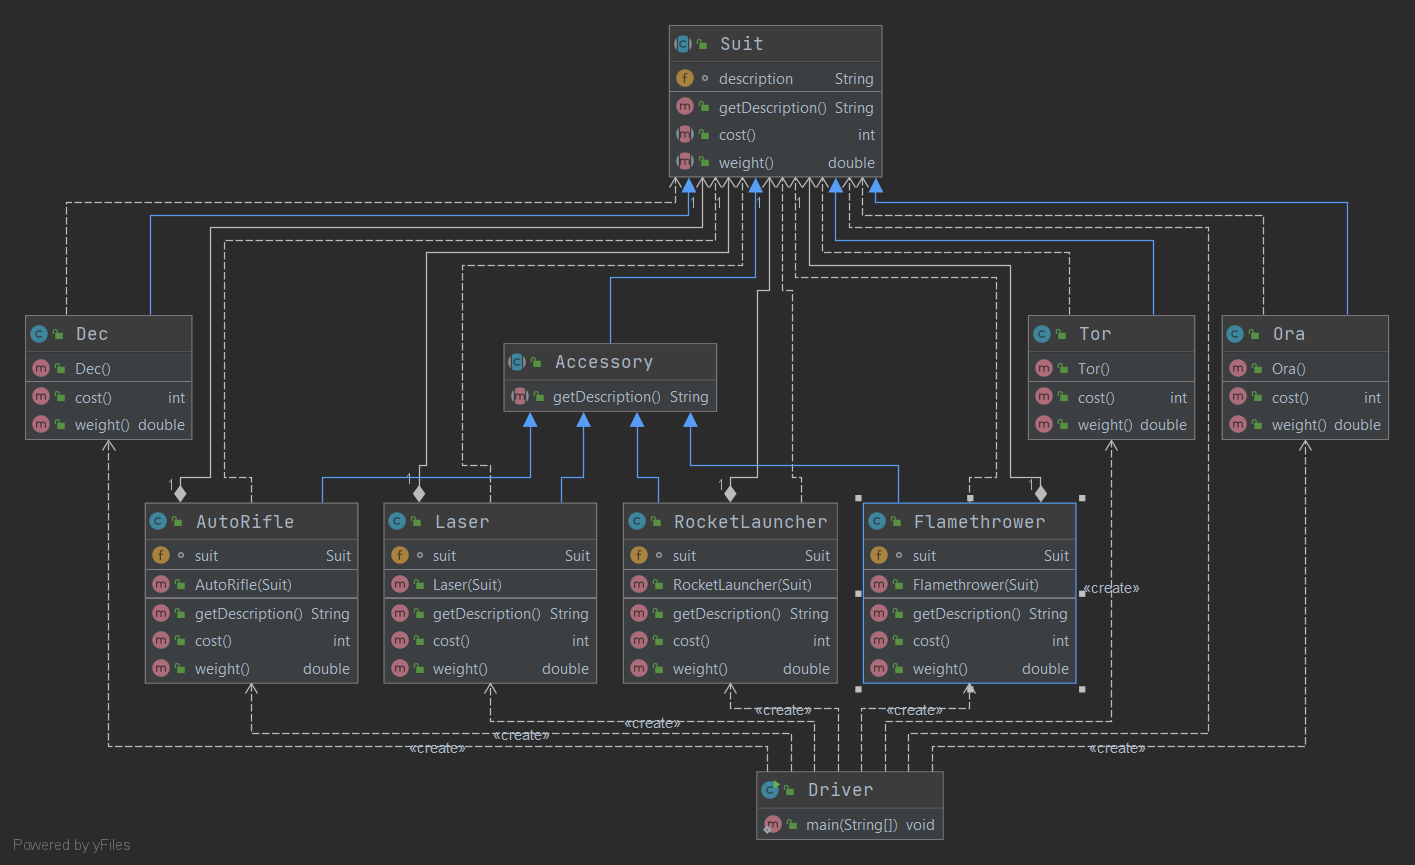 Suit
description String
getDescription() String
cost() int
weight() double
1 1 1 1
Dec
Dec()
cost() int
weight() double
Accessory
getDescription() String
Tor
Tor()
cost() int
weight() double
Ora
Ora()
cost() int
weight() double
1
AutoRifle
suit Suit
AutoRifle(Suit)
getDescription() String
cost() int
weight() double
1
Laser
suit Suit
Laser(Suit)
getDescription() String
cost() int
weight() double
1
RocketLauncher
suit Suit
RocketLauncher(Suit)
getDescription() String
cost() int
weight() double
1
Flamethrower
suit Suit
Flamethrower(Suit)
getDescription() String
cost() int
weight() double
«create»
«create» «create»
«create»
«create»
«create» «create»
Driver
main(String[]) void
Powered by yFiles